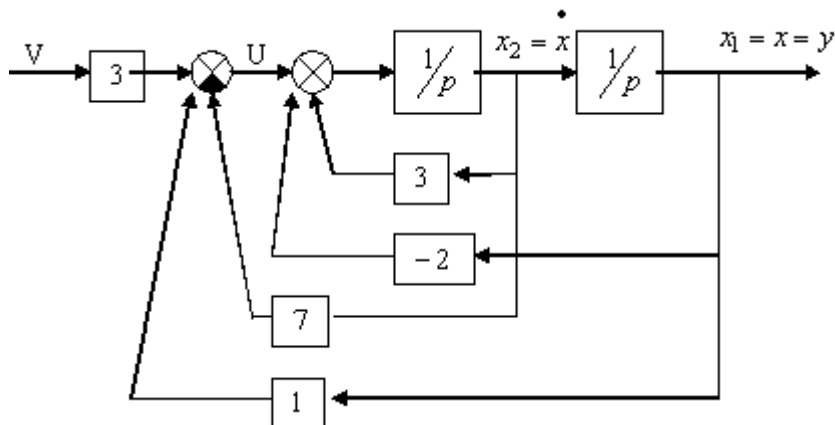 V
3
U
1/p
x₂ = ẋ
1/p
x₁ = x = y
3
−2
7
1